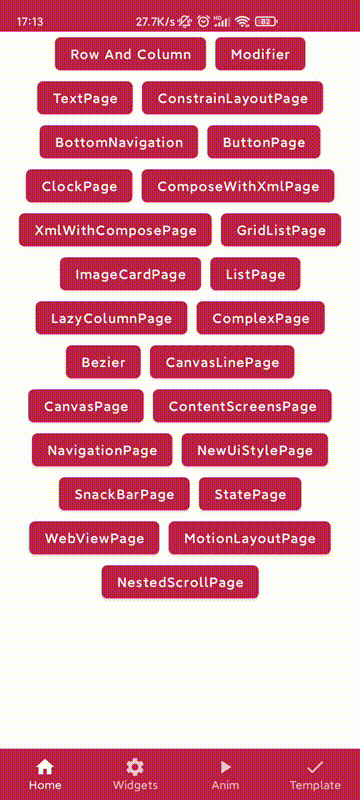 17:13 27.7K/s HD 82
Row And Column Modifier
TextPage ConstrainLayoutPage
BottomNavigation ButtonPage
ClockPage ComposeWithXmlPage
XmlWithComposePage GridListPage
ImageCardPage ListPage
LazyColumnPage ComplexPage
Bezier CanvasLinePage
CanvasPage ContentScreensPage
NavigationPage NewUiStylePage
SnackBarPage StatePage
WebViewPage MotionLayoutPage
NestedScrollPage
Home Widgets Anim Template